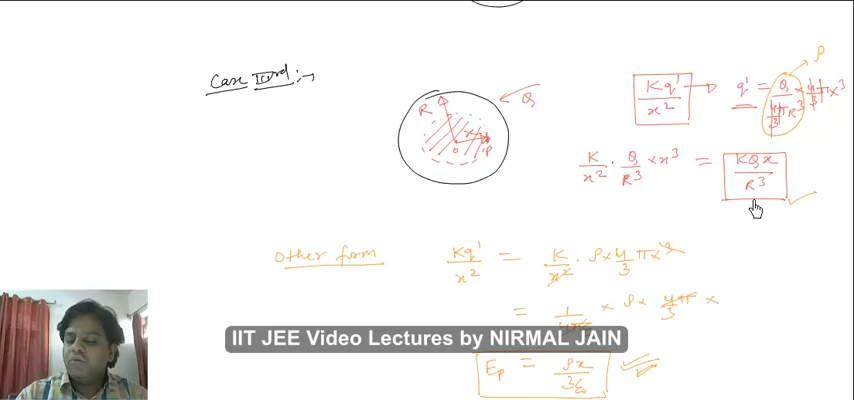 Case IIIrd :→
R
Q
x
P
O
Kq' / x² → q' = Q / (4/3 πR³) × 4/3 πx³
ρ
K/x² · Q/R³ × x³ = KQx / R³
Other form Kq' / x² = K/x² · ρ × 4/3 πx³
= 1 / 4πε₀ × ρ × 4/3 π ×
IIT JEE Video Lectures by NIRMAL JAIN
Eₚ = ρx / 3ε₀